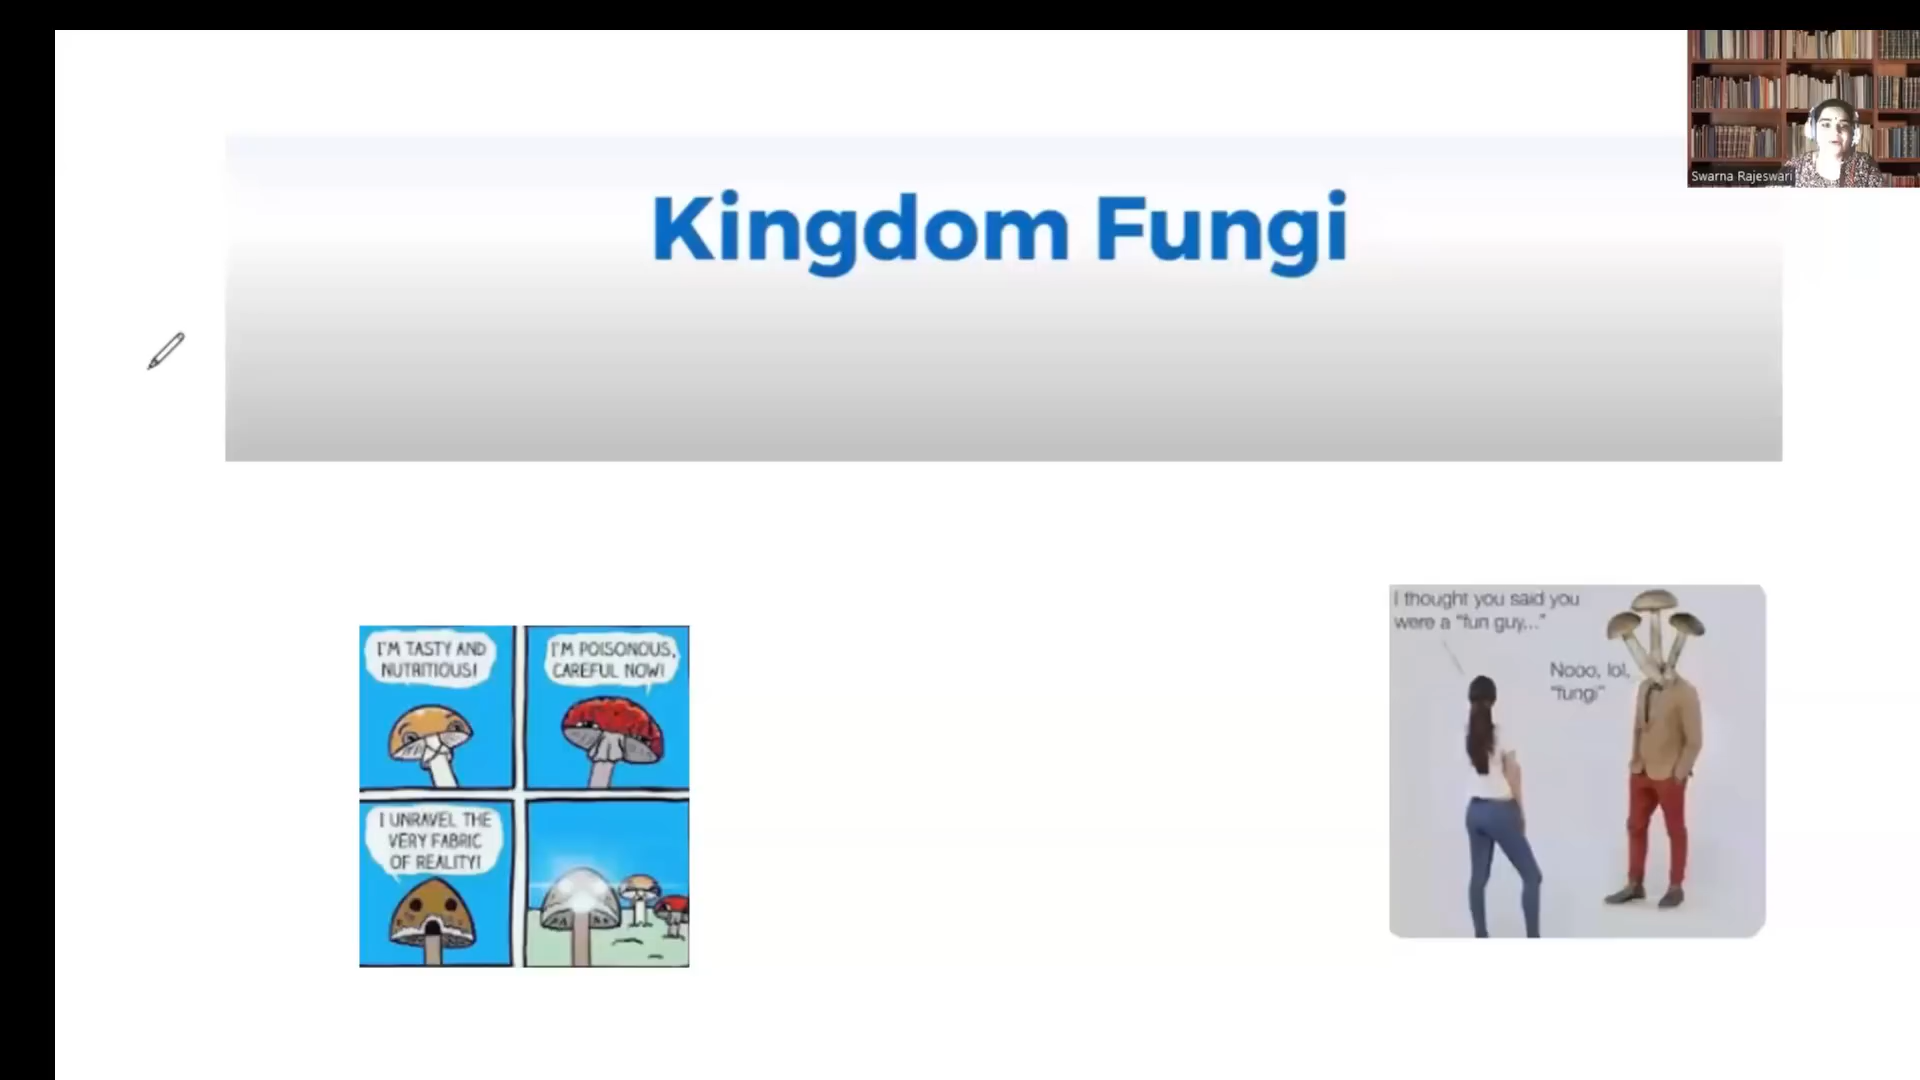 Swarna Rajeswari
Kingdom Fungi
I'M TASTY AND
NUTRITIOUS!
I'M POISONOUS,
CAREFUL NOW!
I UNRAVEL THE
VERY FABRIC
OF REALITY!
I thought you said you
were a "fun guy..."
Nooo, lol,
"fungi"